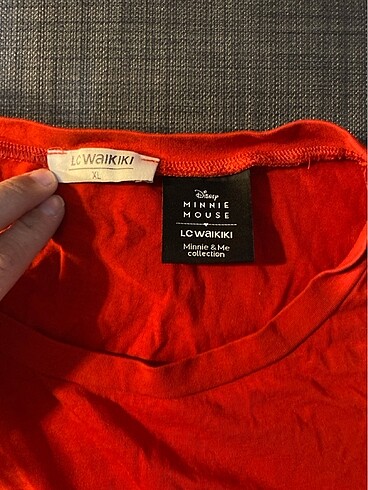 LC WAIKIKI
XL
Disney
MINNIE
MOUSE
LC WAIKIKI
Minnie & Me
collection